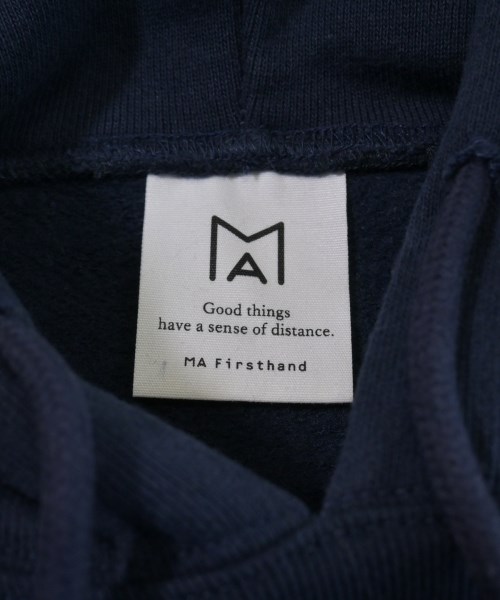 MA
Good things
have a sense of distance.
MA Firsthand